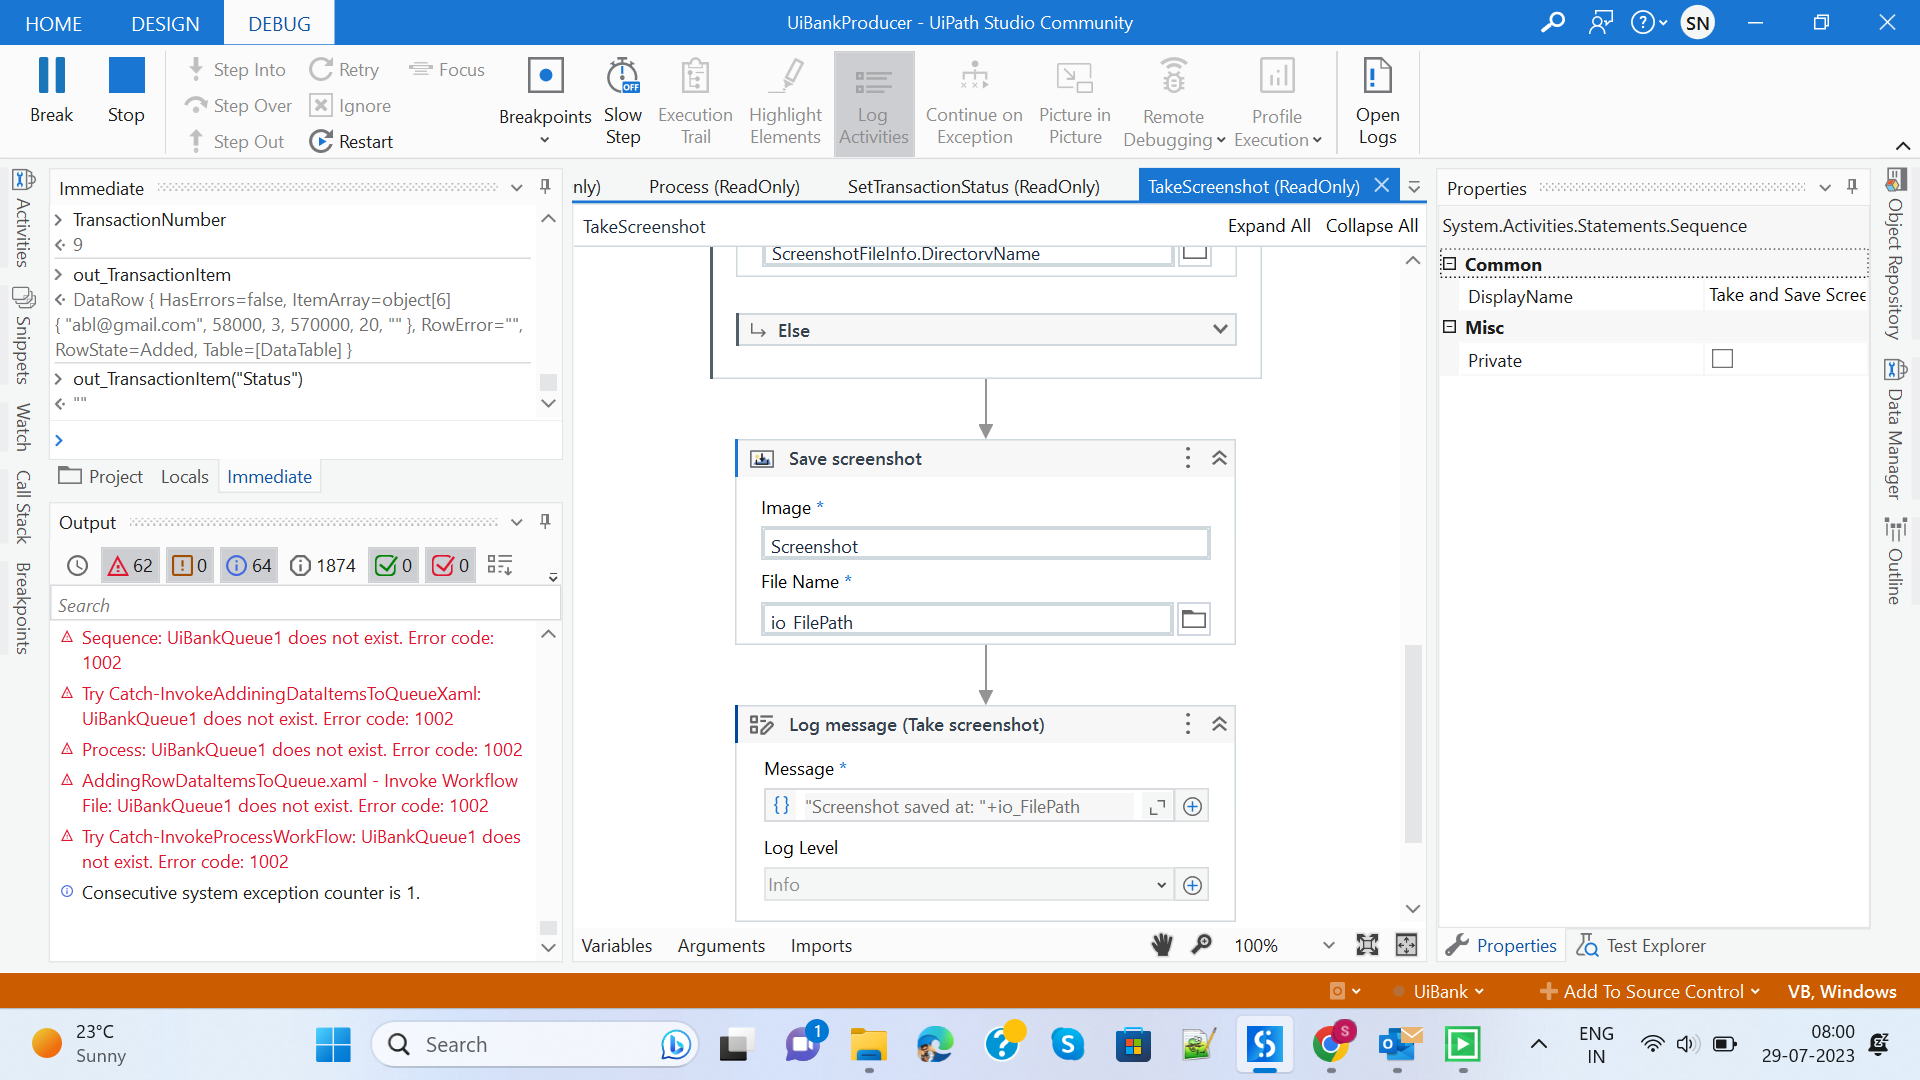 HOME DESIGN DEBUG
UiBankProducer - UiPath Studio Community
SN
Break
Stop
Step Into
Step Over
Step Out
Retry
Ignore
Restart
Focus
Breakpoints
Slow
Step
OFF
Execution
Trail
Highlight
Elements
Log
Activities
Continue on
Exception
Picture in
Picture
Remote
Debugging
Profile
Execution
Open
Logs
Activities
Snippets
Watch
Call Stack
Breakpoints
Immediate
TransactionNumber
9
out_TransactionItem
DataRow { HasErrors=false, ItemArray=object[6]
{ "abl@gmail.com", 58000, 3, 570000, 20, "" }, RowError="",
RowState=Added, Table=[DataTable] }
out_TransactionItem("Status")
""
Project Locals Immediate
Output
62 0 64 1874 0 0
Search
Sequence: UiBankQueue1 does not exist. Error code:
1002
Try Catch-InvokeAddiningDataItemsToQueueXaml:
UiBankQueue1 does not exist. Error code: 1002
Process: UiBankQueue1 does not exist. Error code: 1002
AddingRowDataItemsToQueue.xaml - Invoke Workflow
File: UiBankQueue1 does not exist. Error code: 1002
Try Catch-InvokeProcessWorkFlow: UiBankQueue1 does
not exist. Error code: 1002
Consecutive system exception counter is 1.
nly) Process (ReadOnly) SetTransactionStatus (ReadOnly) TakeScreenshot (ReadOnly)
TakeScreenshot
Expand All Collapse All
ScreenshotFileInfo.DirectoryName
Else
Save screenshot
Image *
Screenshot
File Name *
io_FilePath
Log message (Take screenshot)
Message *
{} "Screenshot saved at: "+io_FilePath
Log Level
Info
Variables Arguments Imports
100%
Properties
System.Activities.Statements.Sequence
Common
DisplayName Take and Save Scree
Misc
Private
Properties Test Explorer
Object Repository
Data Manager
Outline
UiBank
Add To Source Control
VB, Windows
23°C
Sunny
Search
1
S
ENG
IN
08:00
29-07-2023